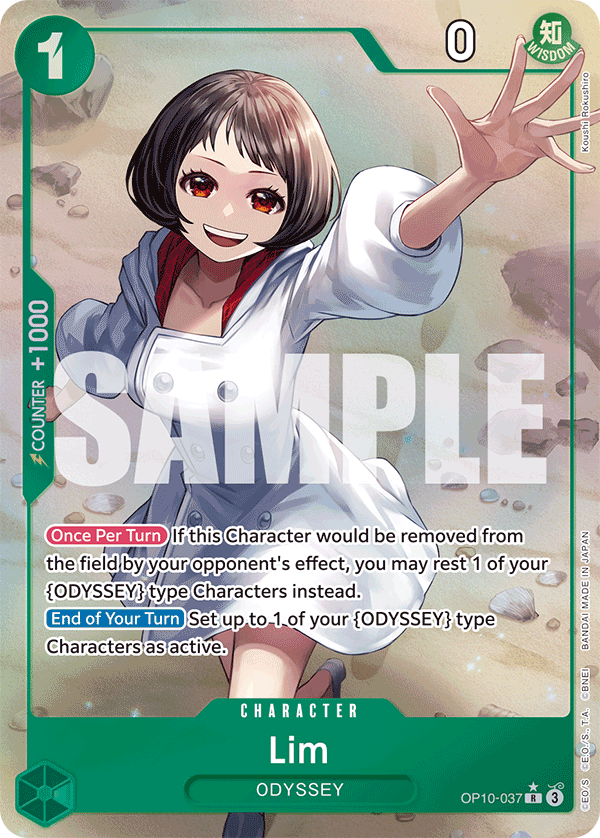 1
0
知
WISDOM
Koushi Rokushiro
COUNTER +1000
SAMPLE
Once Per Turn If this Character would be removed from
the field by your opponent's effect, you may rest 1 of your
{ODYSSEY} type Characters instead.
End of Your Turn Set up to 1 of your {ODYSSEY} type
Characters as active.
©EO/S ©E.O/S., T/A. ©BNEI BANDAI MADE IN JAPAN
CHARACTER
Lim
ODYSSEY
OP10-037 R 3